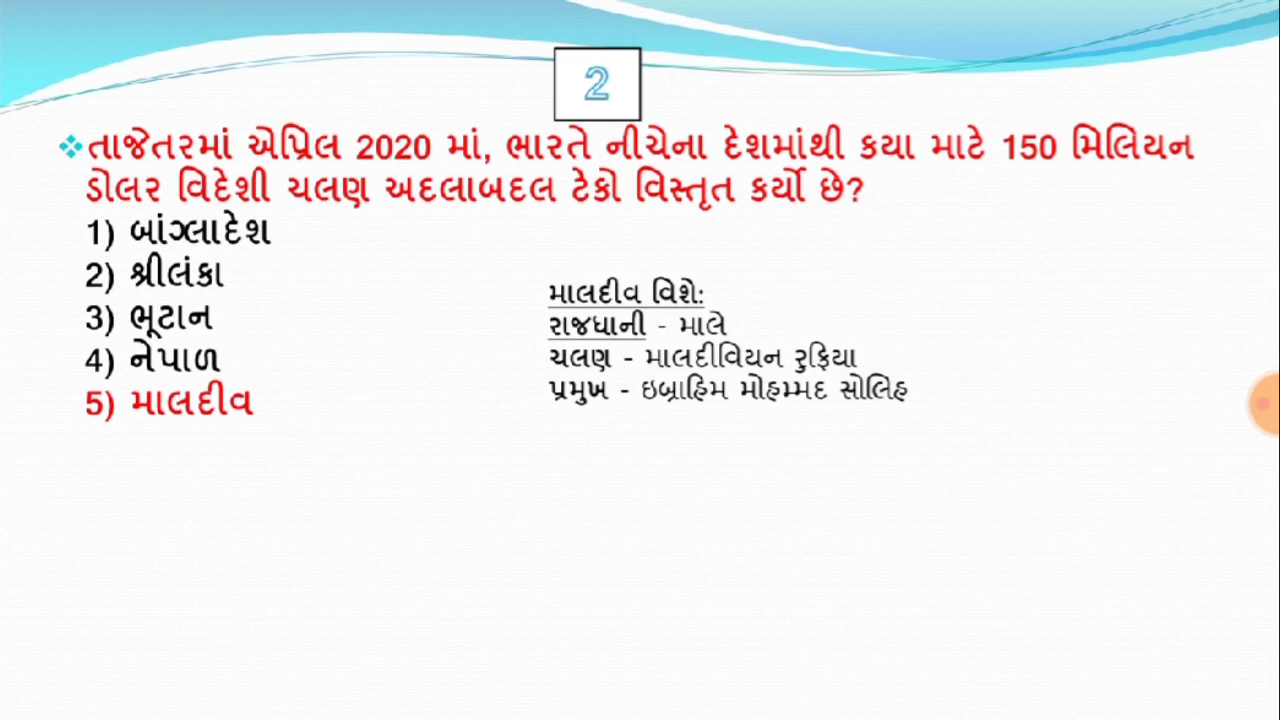 2
તાજેતરમાં એપ્રિલ 2020 માં, ભારતે નીચેના દેશમાંથી કયા માટે 150 મિલિયન
ડોલર વિદેશી ચલણ અદલાબદલ ટેકો વિસ્તૃત કર્યો છે?
1) બાંગ્લાદેશ
2) શ્રીલંકા
3) ભૂટાન
4) નેપાળ
5) માલદીવ
માલદીવ વિશે:
રાજધાની - માલે
ચલણ - માલદીવિયન રુફિયા
પ્રમુખ - ઇબ્રાહિમ મોહમ્મદ સોલિહ